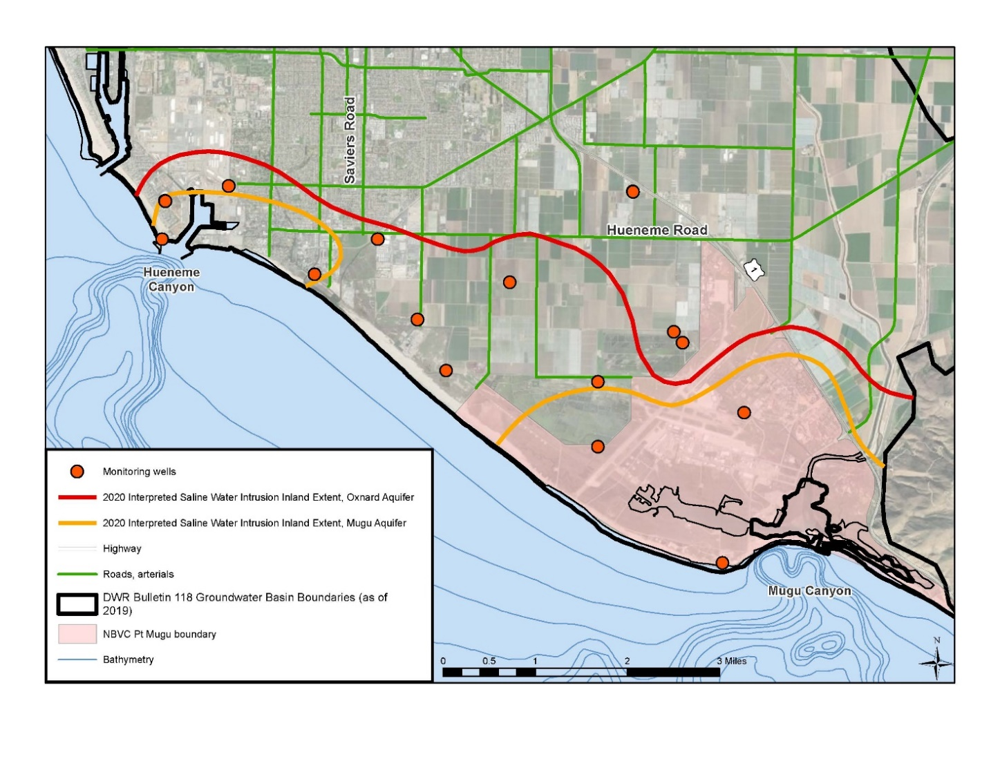 Saviers Road
Hueneme Road
1
Hueneme
Canyon
Mugu Canyon
Monitoring wells
2020 Interpreted Saline Water Intrusion Inland Extent, Oxnard Aquifer
2020 Interpreted Saline Water Intrusion Inland Extent, Mugu Aquifer
Highway
Roads, arterials
DWR Bulletin 118 Groundwater Basin Boundaries (as of
2019)
NBVC Pt Mugu boundary
Bathymetry
0 0.5 1 2 3 Miles
N